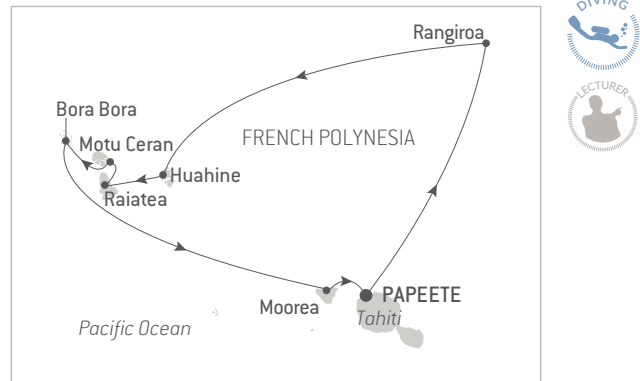 DIVING
Rangiroa
LECTURER
Bora Bora
Motu Ceran
FRENCH POLYNESIA
Huahine
Raiatea
PAPEETE
Moorea
Tahiti
Pacific Ocean